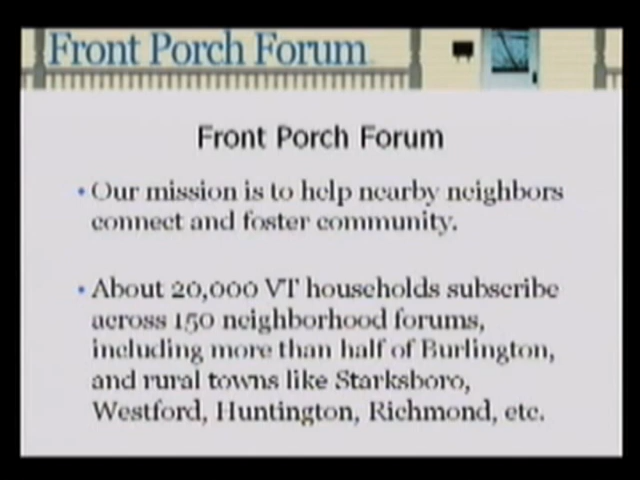 Front Porch Forum
Front Porch Forum
• Our mission is to help nearby neighbors
connect and foster community.
• About 20,000 VT households subscribe
across 150 neighborhood forums,
including more than half of Burlington,
and rural towns like Starksboro,
Westford, Huntington, Richmond, etc.